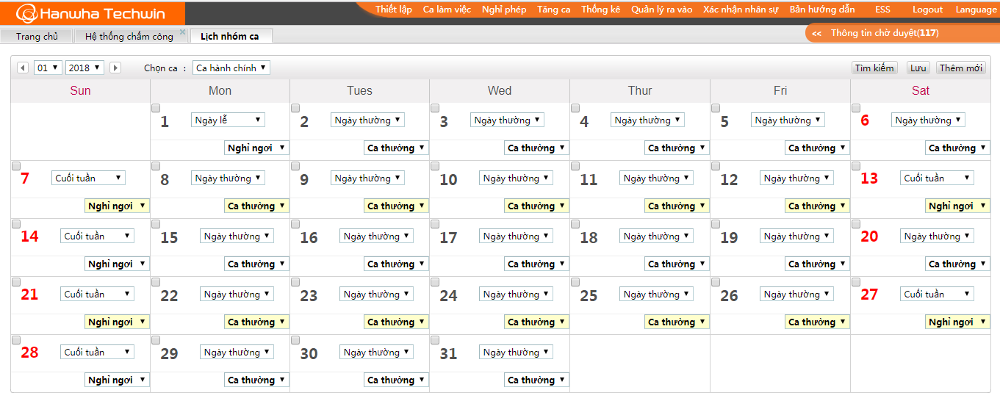 Hanwha Techwin Thiết lập Ca làm việc Nghỉ phép Tăng ca Thống kê Quản lý ra vào Xác nhận nhân sự Bản hướng dẫn ESS Logout Language
Trang chủ Hệ thống chấm công × Lịch nhóm ca << Thông tin chờ duyệt(117)
01 2018 Chọn ca : Ca hành chính Tìm kiếm Lưu Thêm mới
Sun Mon Tues Wed Thur Fri Sat
1 Ngày lễ 2 Ngày thường 3 Ngày thường 4 Ngày thường 5 Ngày thường 6 Ngày thường
Nghỉ ngơi Ca thường Ca thường Ca thường Ca thường Ca thường
7 Cuối tuần 8 Ngày thường 9 Ngày thường 10 Ngày thường 11 Ngày thường 12 Ngày thường 13 Cuối tuần
Nghỉ ngơi Ca thường Ca thường Ca thường Ca thường Ca thường Nghỉ ngơi
14 Cuối tuần 15 Ngày thường 16 Ngày thường 17 Ngày thường 18 Ngày thường 19 Ngày thường 20 Ngày thường
Nghỉ ngơi Ca thường Ca thường Ca thường Ca thường Ca thường Ca thường
21 Cuối tuần 22 Ngày thường 23 Ngày thường 24 Ngày thường 25 Ngày thường 26 Ngày thường 27 Cuối tuần
Nghỉ ngơi Ca thường Ca thường Ca thường Ca thường Ca thường Nghỉ ngơi
28 Cuối tuần 29 Ngày thường 30 Ngày thường 31 Ngày thường
Nghỉ ngơi Ca thường Ca thường Ca thường